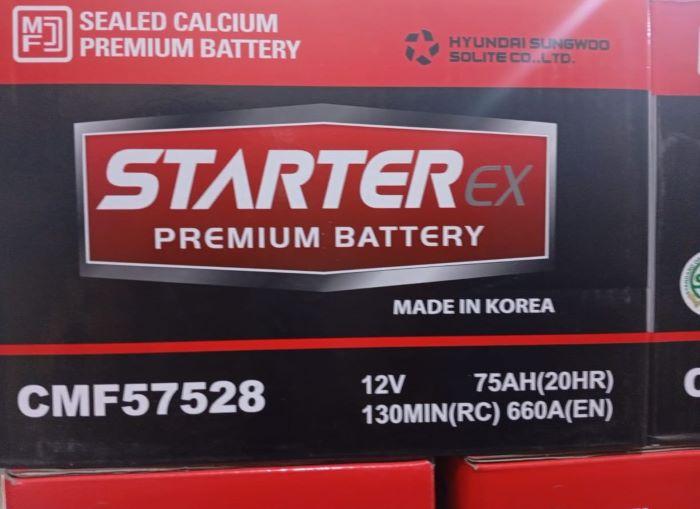 MF
SEALED CALCIUM
PREMIUM BATTERY
HYUNDAI SUNGWOO
SOLITE CO.,LTD.
STARTER EX
PREMIUM BATTERY
MADE IN KOREA
CMF57528
12V 75AH(20HR)
130MIN(RC) 660A(EN)